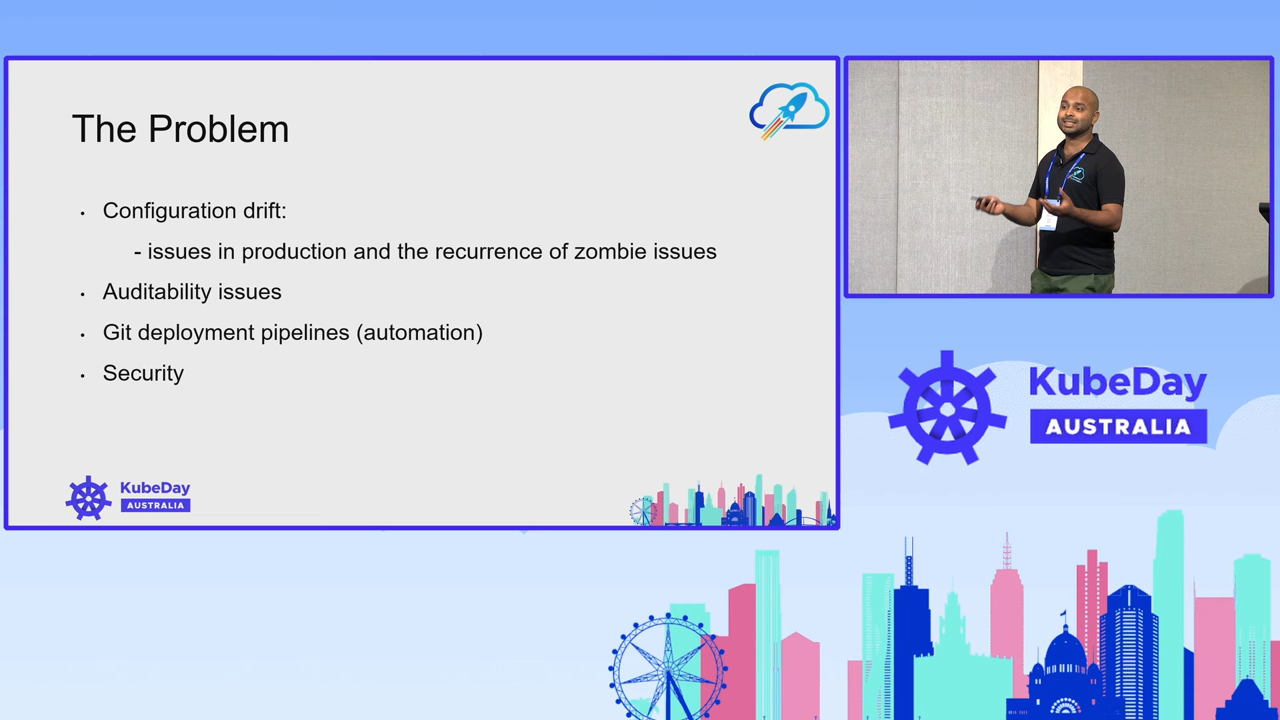 The Problem
• Configuration drift:
- issues in production and the recurrence of zombie issues
• Auditability issues
• Git deployment pipelines (automation)
• Security
KubeDay
AUSTRALIA
KubeDay
AUSTRALIA